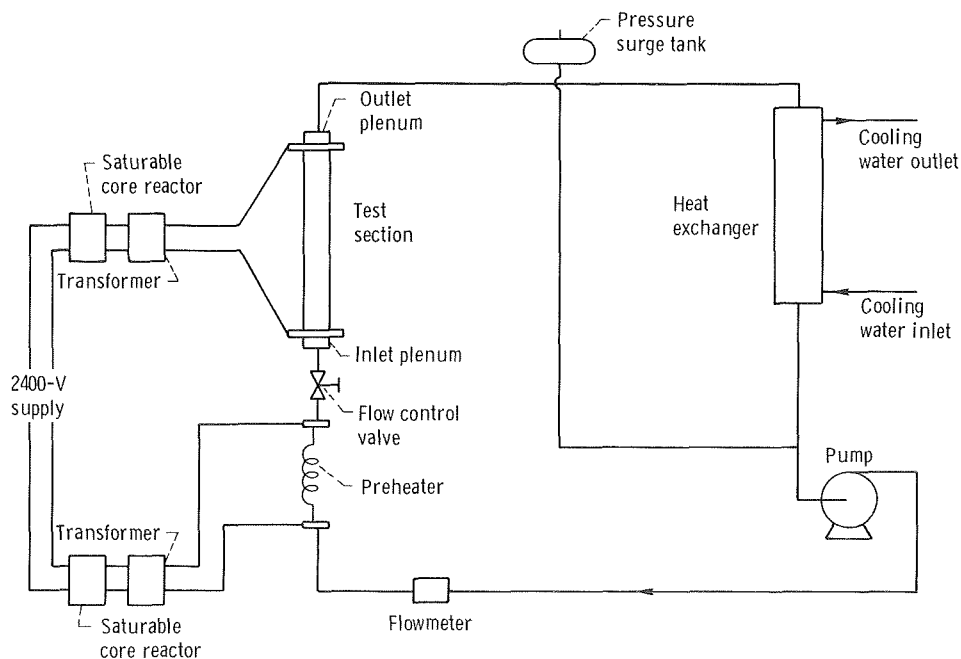 Pressure
surge tank
Outlet
plenum
Cooling
water outlet
Saturable
core reactor
Test
section
Heat
exchanger
Transformer
Cooling
water inlet
Inlet plenum
2400-V
supply
Flow control
valve
Pump
Preheater
Transformer
Flowmeter
Saturable
core reactor